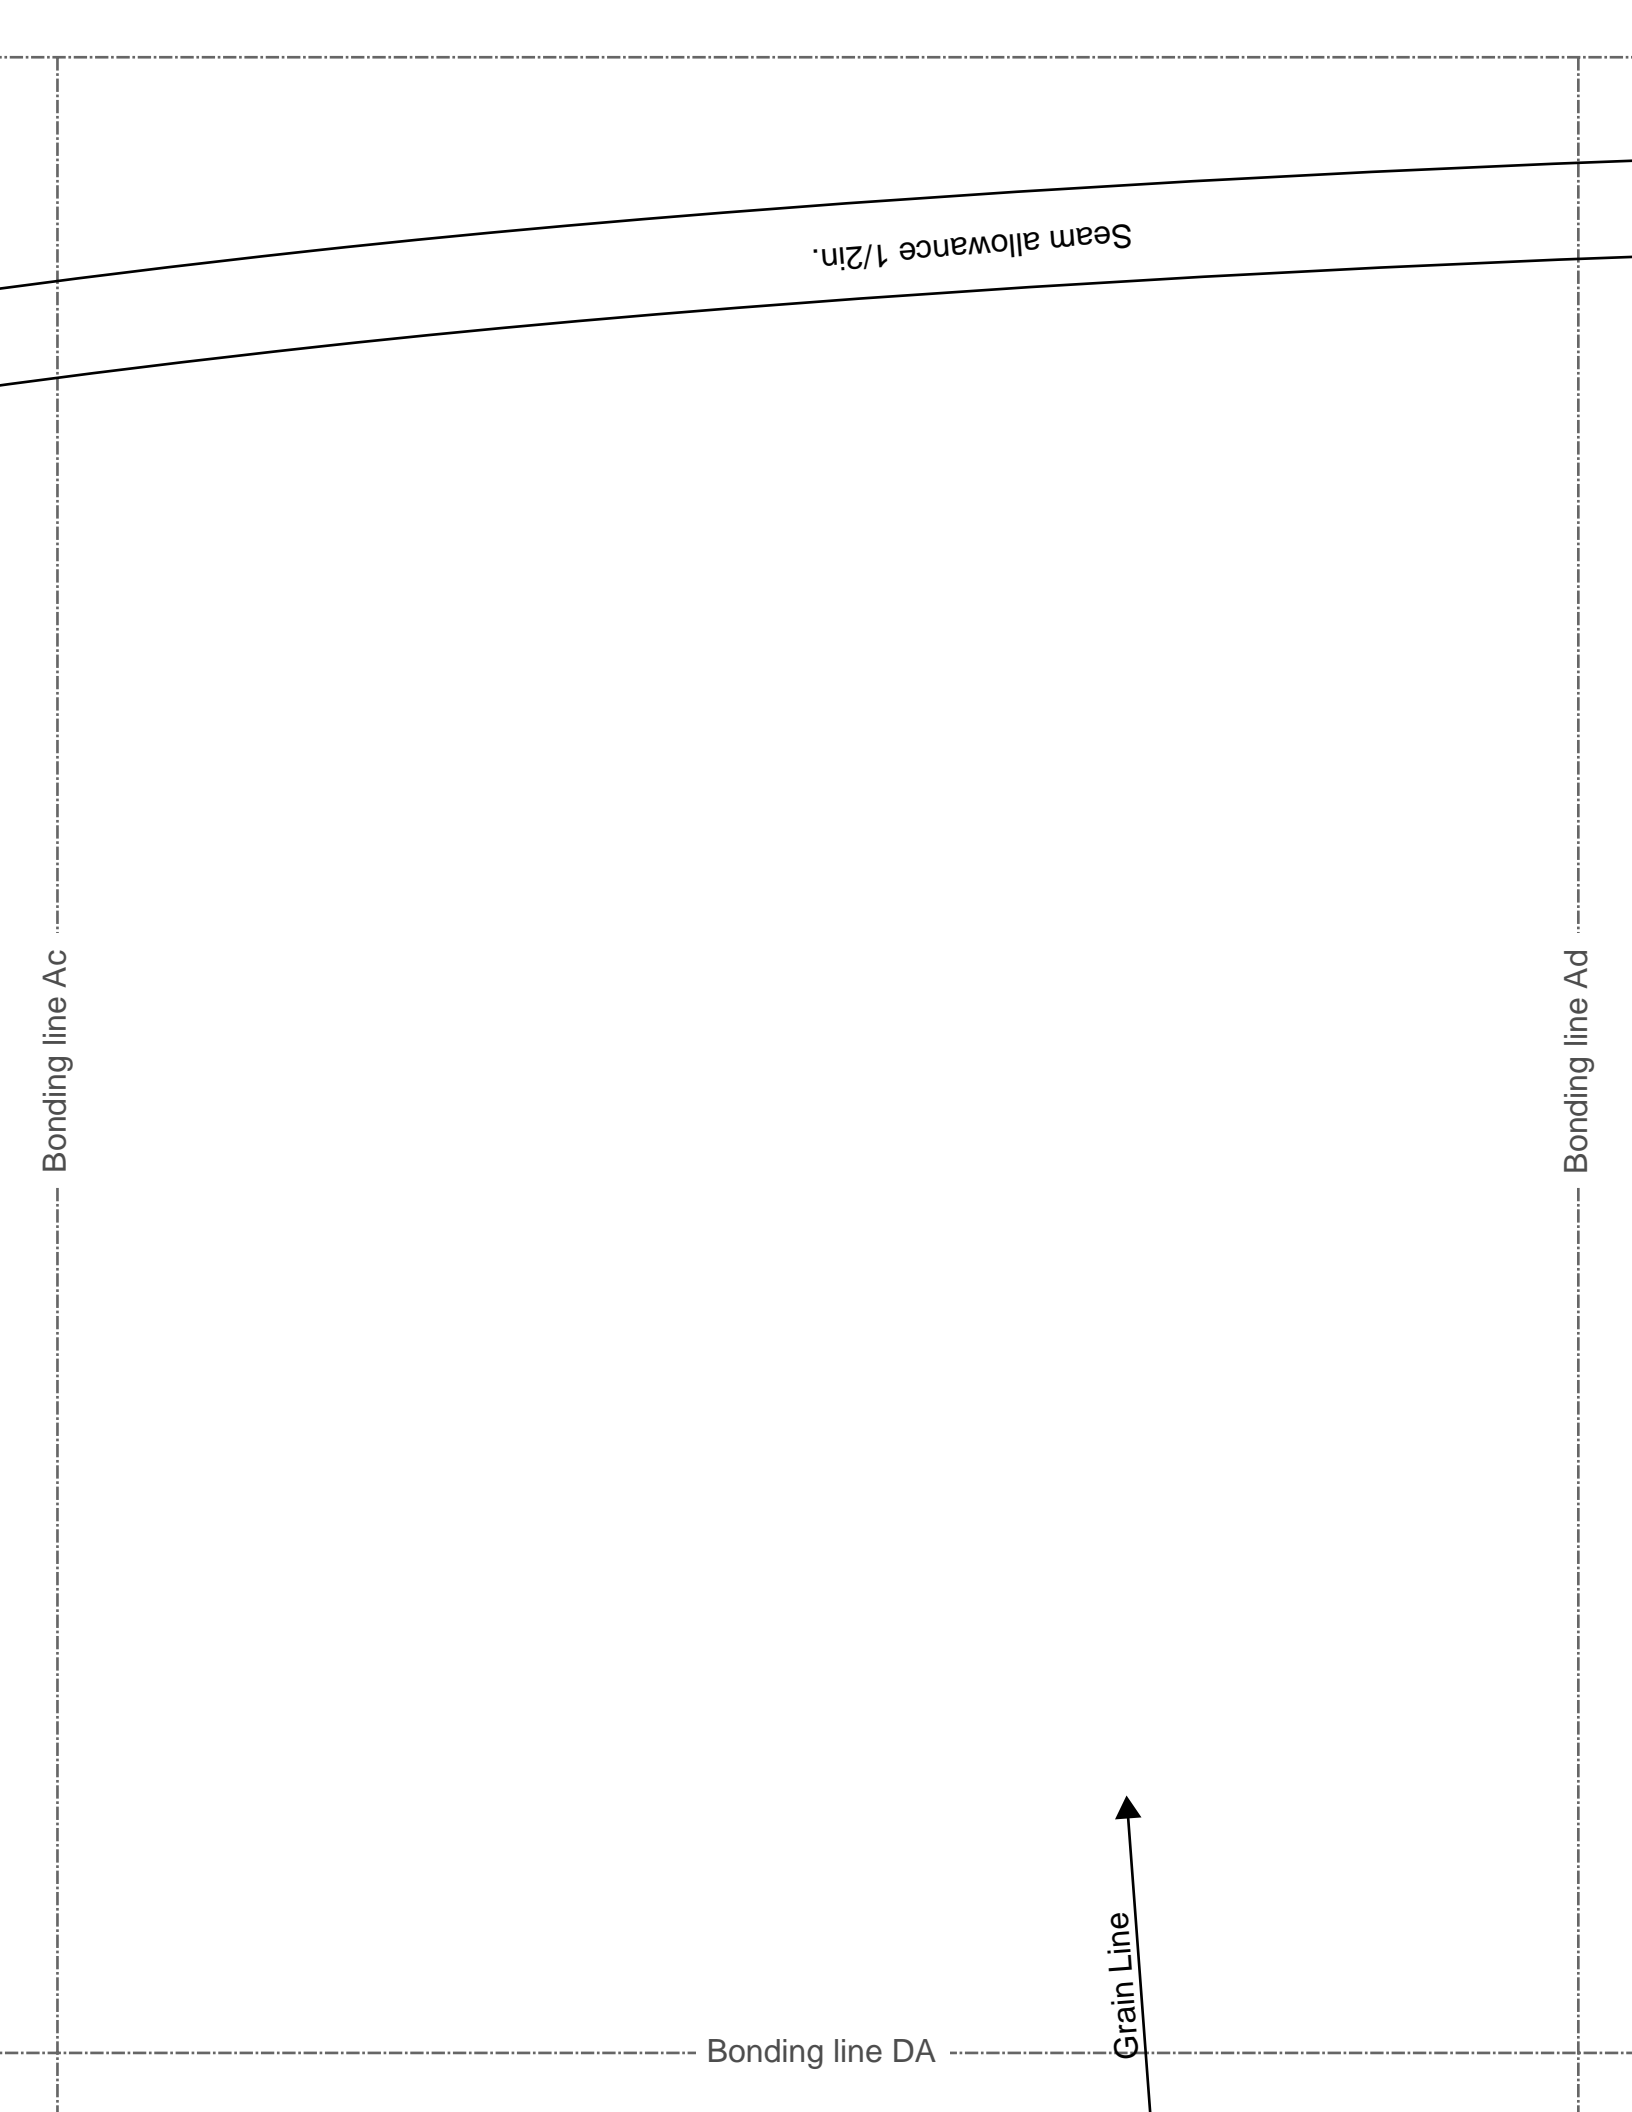 Seam allowance 1/2in.
Bonding line Ac
Bonding line Ad
Grain Line
Bonding line DA